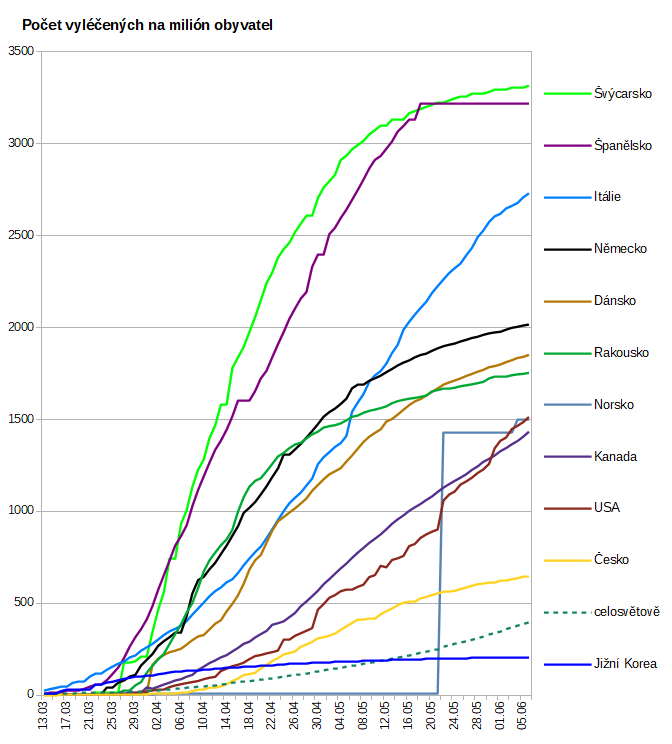 Počet vyléčených na milión obyvatel
3500
3000
2500
2000
1500
1000
500
0
13.03
17.03
21.03
25.03
29.03
02.04
06.04
10.04
14.04
18.04
22.04
26.04
30.04
04.05
08.05
12.05
16.05
20.05
24.05
28.05
01.06
05.06
Švýcarsko
Španělsko
Itálie
Německo
Dánsko
Rakousko
Norsko
Kanada
USA
Česko
celosvětově
Jižní Korea